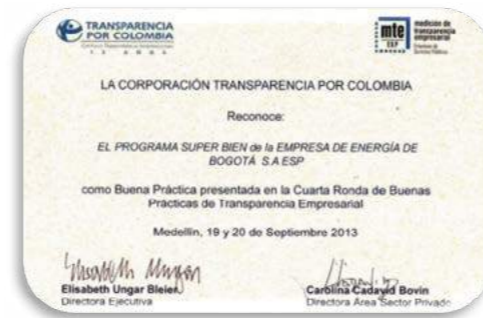 TRANSPARENCIA
POR COLOMBIA
mte
ESP
medición de
transparencia
empresarial
LA CORPORACIÓN TRANSPARENCIA POR COLOMBIA
Reconoce:
EL PROGRAMA SUPER BIEN de la EMPRESA DE ENERGÍA DE
BOGOTÁ S.A ESP
como Buena Práctica presentada en la Cuarta Ronda de Buenas
Prácticas de Transparencia Empresarial
Medellín, 19 y 20 de Septiembre 2013
Elisabeth Ungar Bleier
Directora Ejecutiva
Carolina Cadavid Bovin
Directora Area Sector Privado